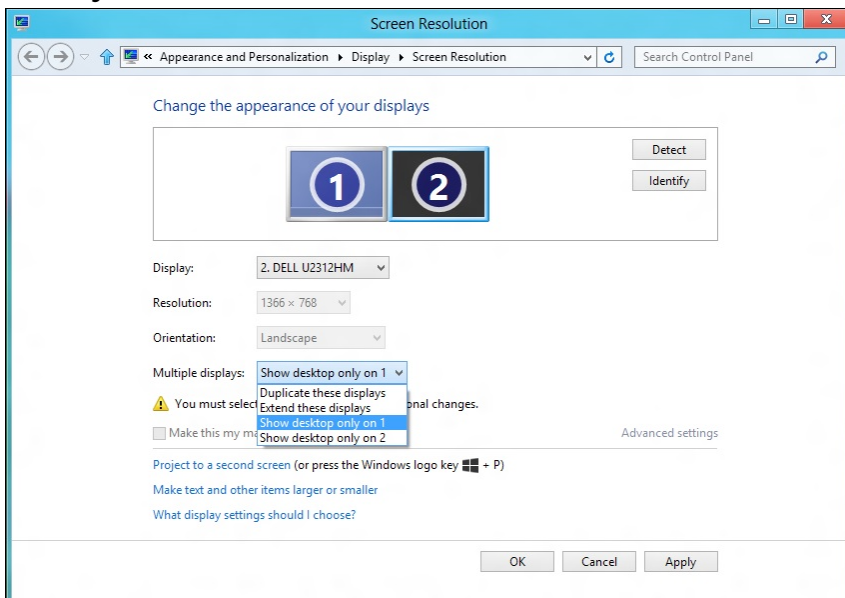 Screen Resolution
« Appearance and Personalization ▸ Display ▸ Screen Resolution
Search Control Panel
Change the appearance of your displays
1 2
Detect
Identify
Display: 2. DELL U2312HM
Resolution: 1366 × 768
Orientation: Landscape
Multiple displays: Show desktop only on 1
Duplicate these displays
You must select
Extend these displays
changes.
Show desktop only on 1
Make this my
Show desktop only on 2
Advanced settings
Project to a second screen (or press the Windows logo key + P)
Make text and other items larger or smaller
What display settings should I choose?
OK Cancel Apply